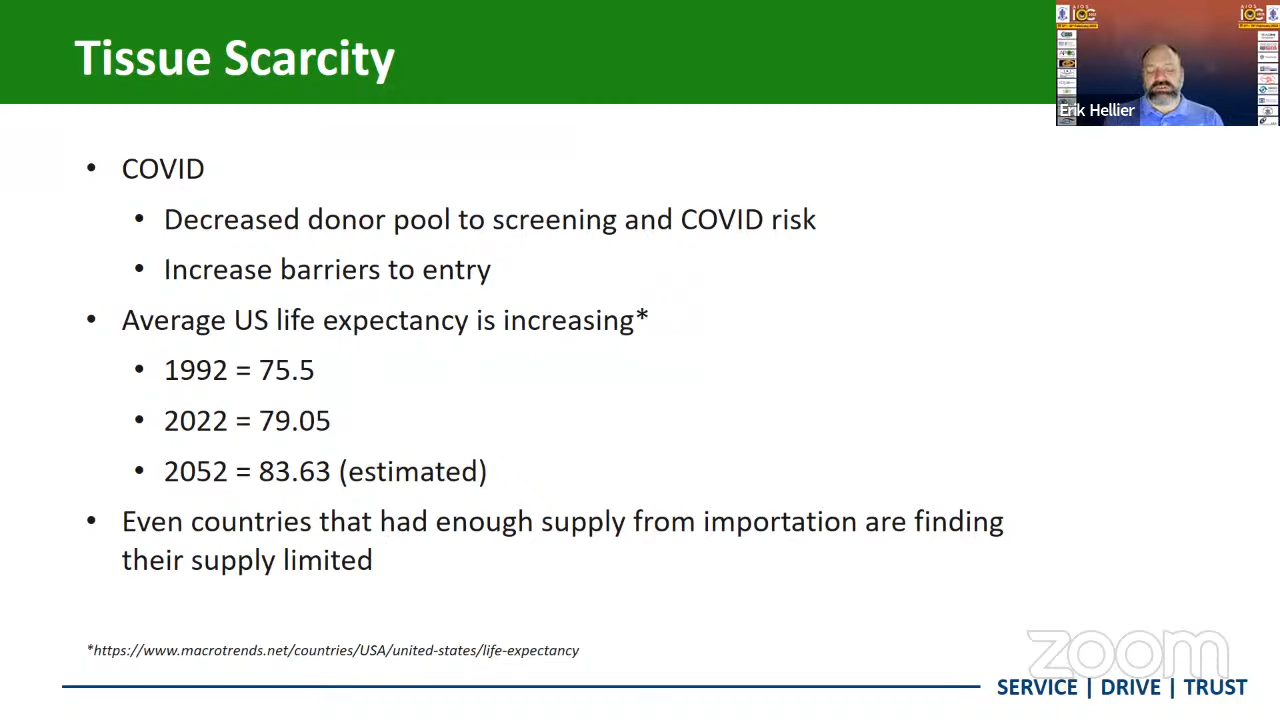 Tissue Scarcity
AIOS
AIOS
Erik Hellier
• COVID
• Decreased donor pool to screening and COVID risk
• Increase barriers to entry
• Average US life expectancy is increasing*
• 1992 = 75.5
• 2022 = 79.05
• 2052 = 83.63 (estimated)
• Even countries that had enough supply from importation are finding
their supply limited
*https://www.macrotrends.net/countries/USA/united-states/life-expectancy
zoom
SERVICE | DRIVE | TRUST